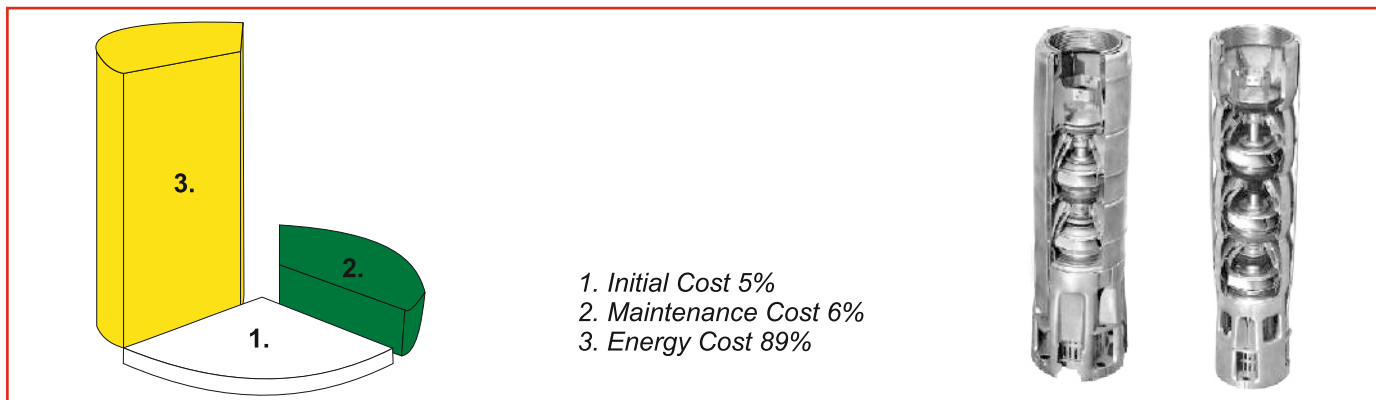 3.
2.
1.
1. Initial Cost 5%
2. Maintenance Cost 6%
3. Energy Cost 89%